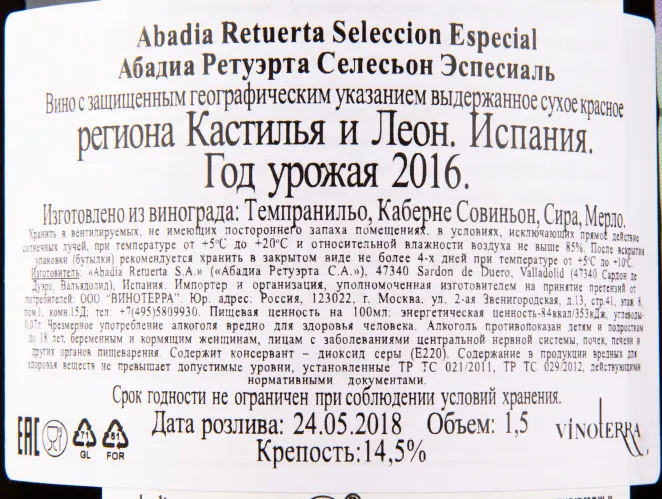 Abadia Retuerta Seleccion Especial
Абадиа Ретуэрта Селесьон Эспесиаль
Вино с защищенным географическим указанием выдержанное сухое красное
региона Кастилья и Леон. Испания.
Год урожая 2016.
Изготовлено из винограда: Темпранильо, Каберне Совиньон, Сира, Мерло.
Хранить в вентилируемых, не имеющих постороннего запаха помещениях, в условиях, исключающих прямое действие
солнечных лучей, при температуре от +5°С до +20°С и относительной влажности воздуха не выше 85%. После вскрытия
упаковки (бутылки) рекомендуется хранить в закрытом виде не более 4-х дней при температуре от +5°С до +10°С.
Изготовитель: «Abadia Retuerta S.A.» («Абадиа Ретуэрта С.А.»), 47340 Sardon de Duero, Valladolid (47340 Сардон де
Дуэро, Вальядолид), Испания. Импортер и организация, уполномоченная изготовителем на принятие претензий от
потребителей: ООО "ВИНОТЕРРА". Юр. адрес: Россия, 123022, г. Москва, ул. 2-ая Звенигородская, д.13, стр.41, этаж 8,
пом.1, комн.15Д; тел: +7(495)5809930. Пищевая ценность на 100мл: энергетическая ценность-84ккал/353кДж, углеводы-
0,07г. Чрезмерное употребление алкоголя вредно для здоровья человека. Алкоголь противопоказан детям и подросткам
до 18 лет, беременным и кормящим женщинам, лицам с заболеваниями центральной нервной системы, почек, печени и
других органов пищеварения. Содержит консервант – диоксид серы (Е220). Содержание в продукции вредных для
здоровья веществ не превышает допустимые уровни, установленные ТР ТС 021/2011, ТР ТС 029/2012, действующими
нормативными документами.
Срок годности не ограничен при соблюдении условий хранения.
Дата розлива: 24.05.2018 Объем: 1,5
Крепость:14,5%
EAC 71 GL 51 FOR
vinoterra